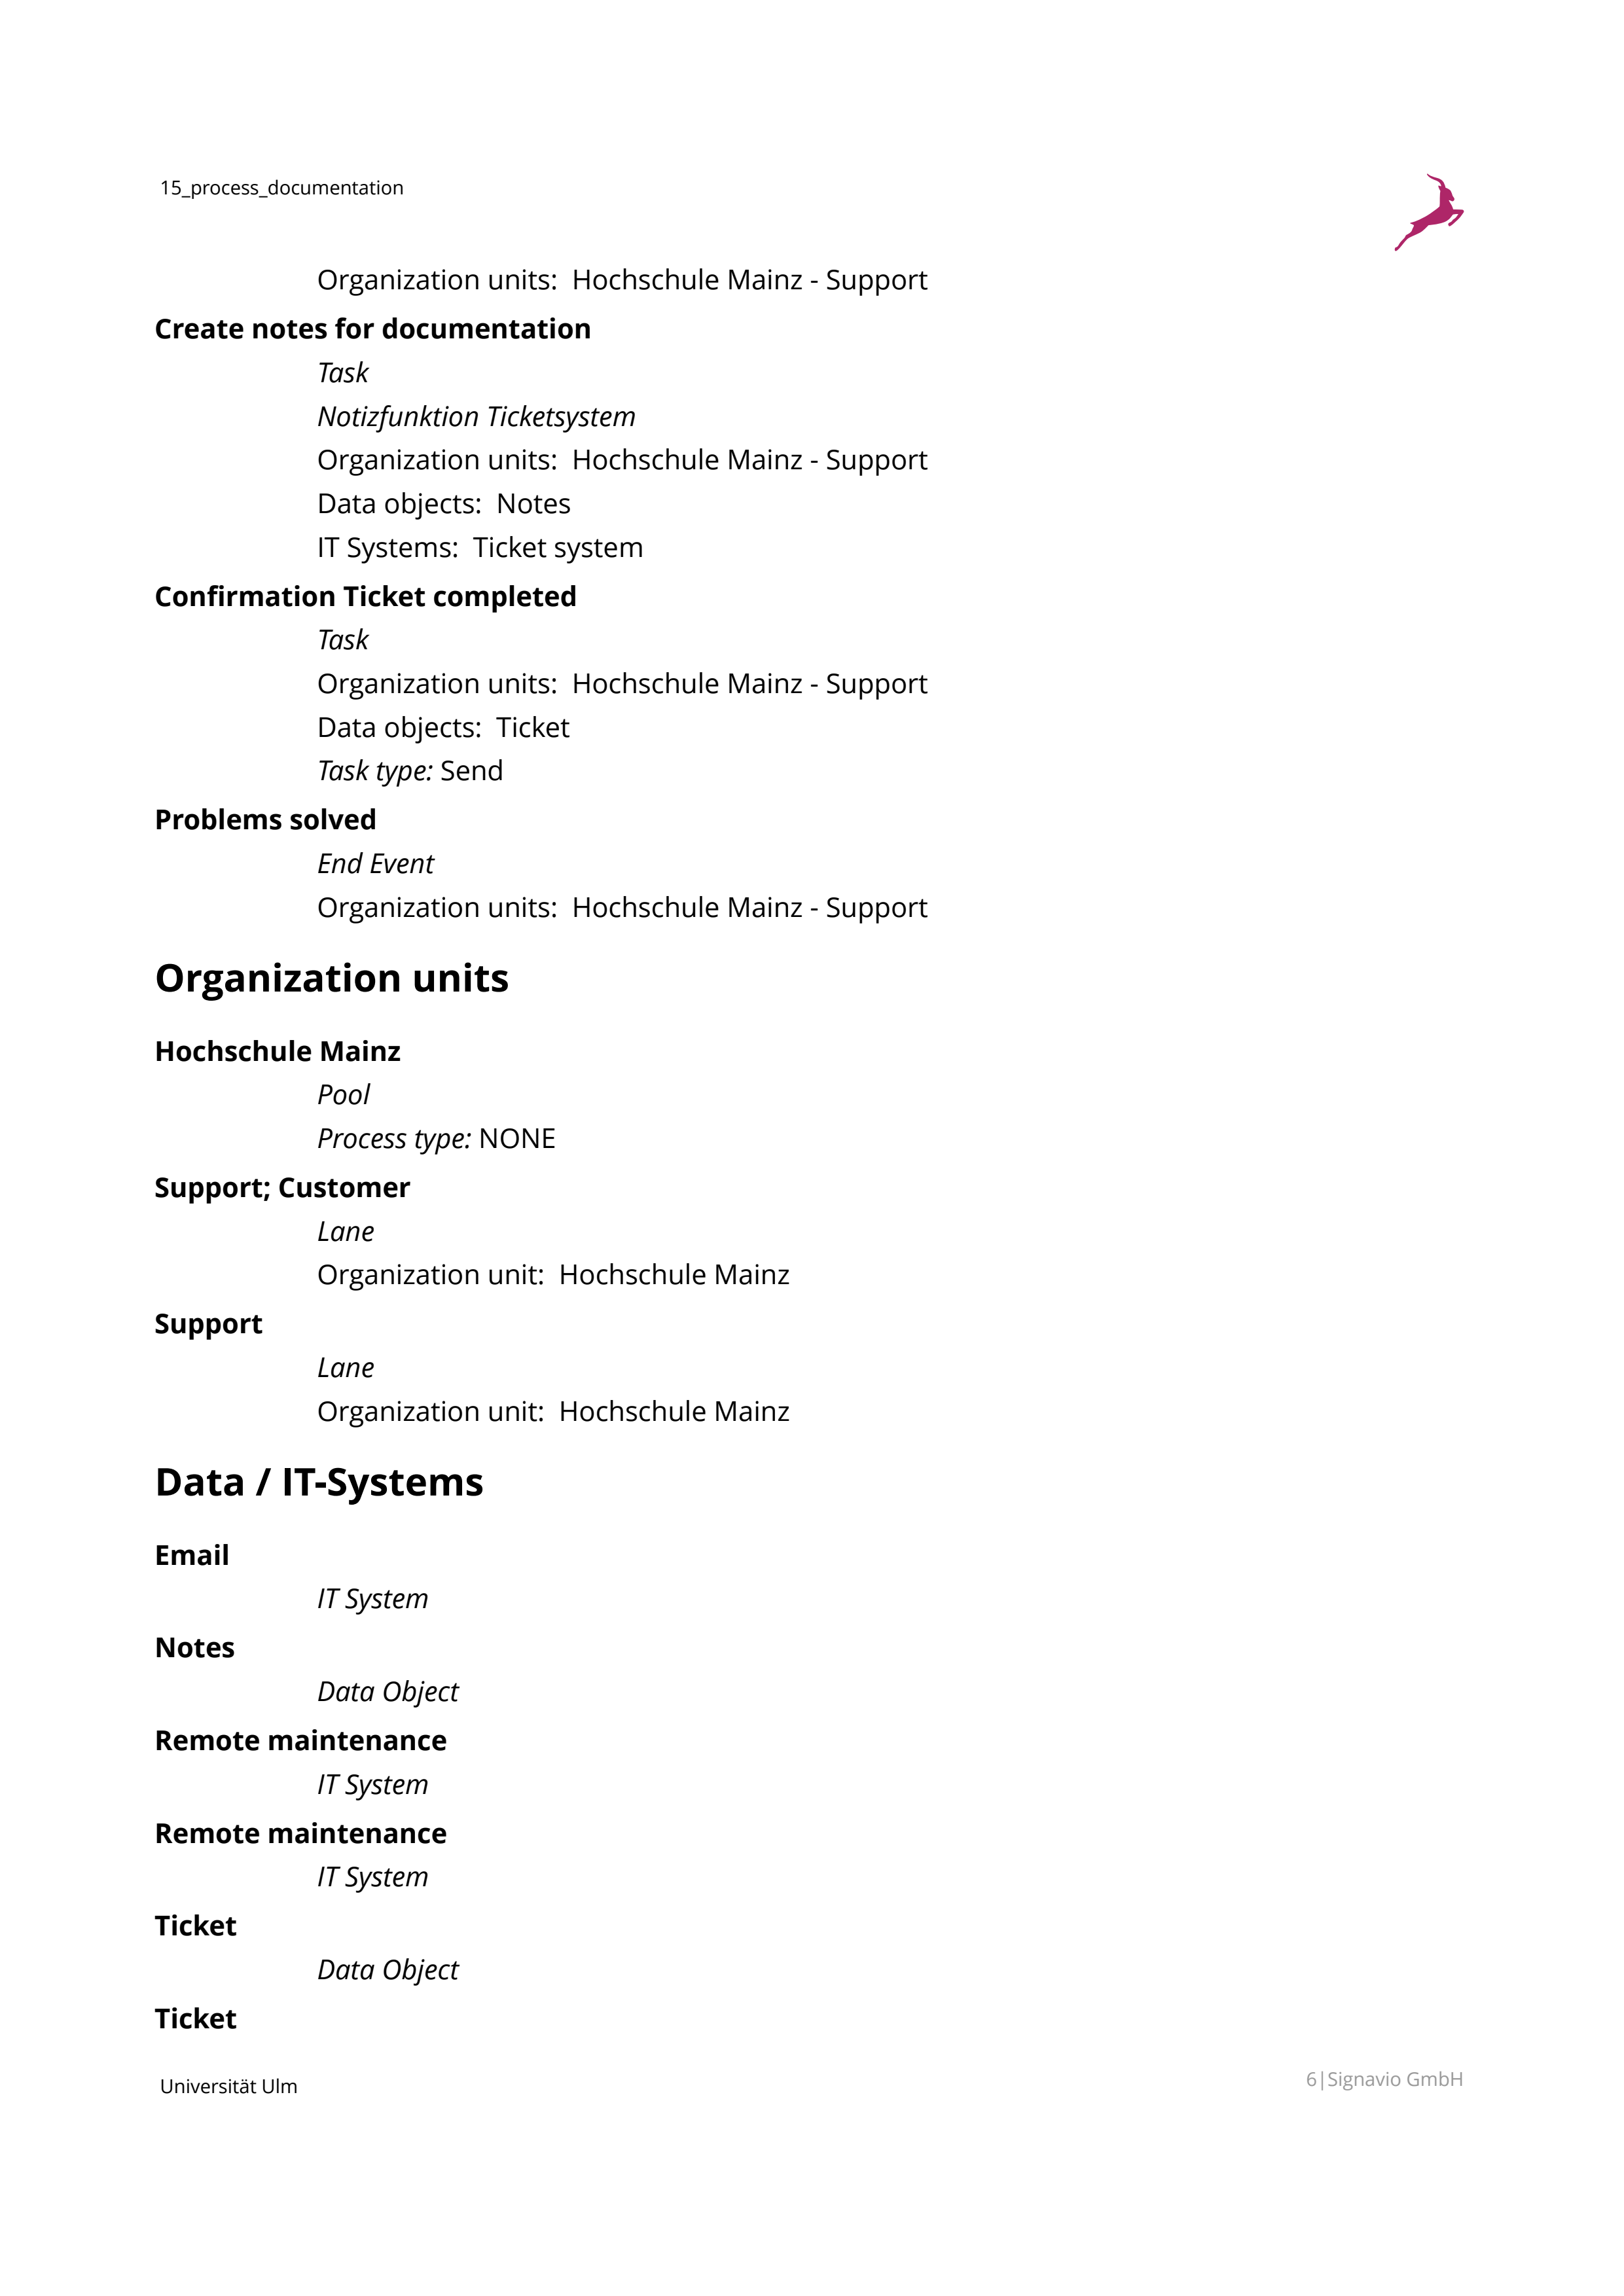 15_process_documentation
Organization units:  Hochschule Mainz - Support
Create notes for documentation
Task
Notizfunktion Ticketsystem
Organization units:  Hochschule Mainz - Support
Data objects:  Notes
IT Systems:  Ticket system
Confirmation Ticket completed
Task
Organization units:  Hochschule Mainz - Support
Data objects:  Ticket
Task type: Send
Problems solved
End Event
Organization units:  Hochschule Mainz - Support
Organization units
Hochschule Mainz
Pool
Process type: NONE
Support; Customer
Lane
Organization unit:  Hochschule Mainz
Support
Lane
Organization unit:  Hochschule Mainz
Data / IT-Systems
Email
IT System
Notes
Data Object
Remote maintenance
IT System
Remote maintenance
IT System
Ticket
Data Object
Ticket
Universität Ulm
6|Signavio GmbH